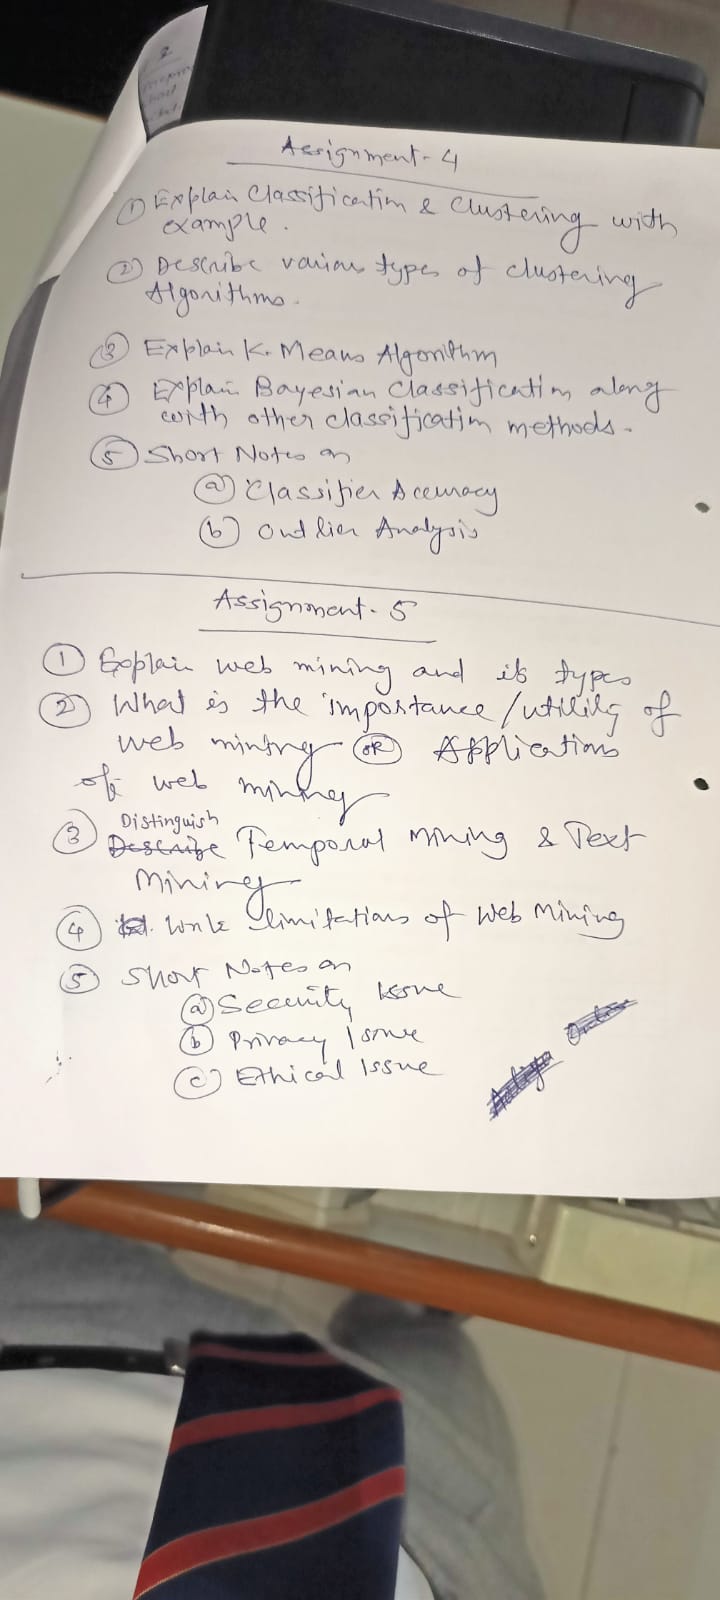 2
Assignment-4
① Explain Classification & Clustering with
example.
② Describe various types of clustering
Algorithms.
③ Explain K. Means Algorithm
④ Explain Bayesian Classification along
with other classification methods.
⑤ Short Notes on
ⓐ Classifier Accuracy
ⓑ Outlier Analysis
Assignment-5
① Explain web mining and its types
② What is the importance/utility of
web mining OR Applications
of web mining
③ Distinguish
Describe Temporal Mining & Text
Mining
④ Write limitations of Web Mining
⑤ Short Notes on
ⓐ Security Issue
ⓑ Privacy Issue
ⓒ Ethical Issue